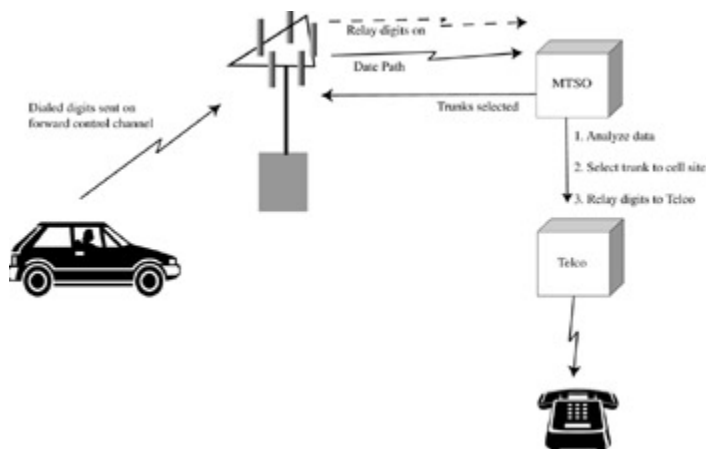 Relay digits on
Date Path
MTSO
Trunks selected
Dialed digits sent on
forward control channel
1. Analyze data
2. Select trunk to cell site
3. Relay digits to Telco
Telco